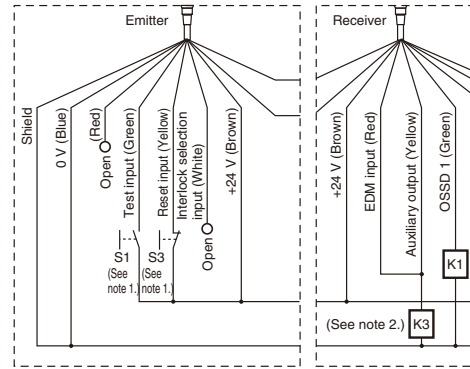 Emitter
Receiver
Shield
0 V (Blue)
(Red)
Open
Test input (Green)
Reset input (Yellow)
Interlock selection
input (White)
Open
+24 V (Brown)
S1
(See
note 1.)
S3
(See
note 1.)
+24 V (Brown)
EDM input (Red)
Auxiliary output (Yellow)
OSSD 1 (Green)
K1
(See note 2.)
K3